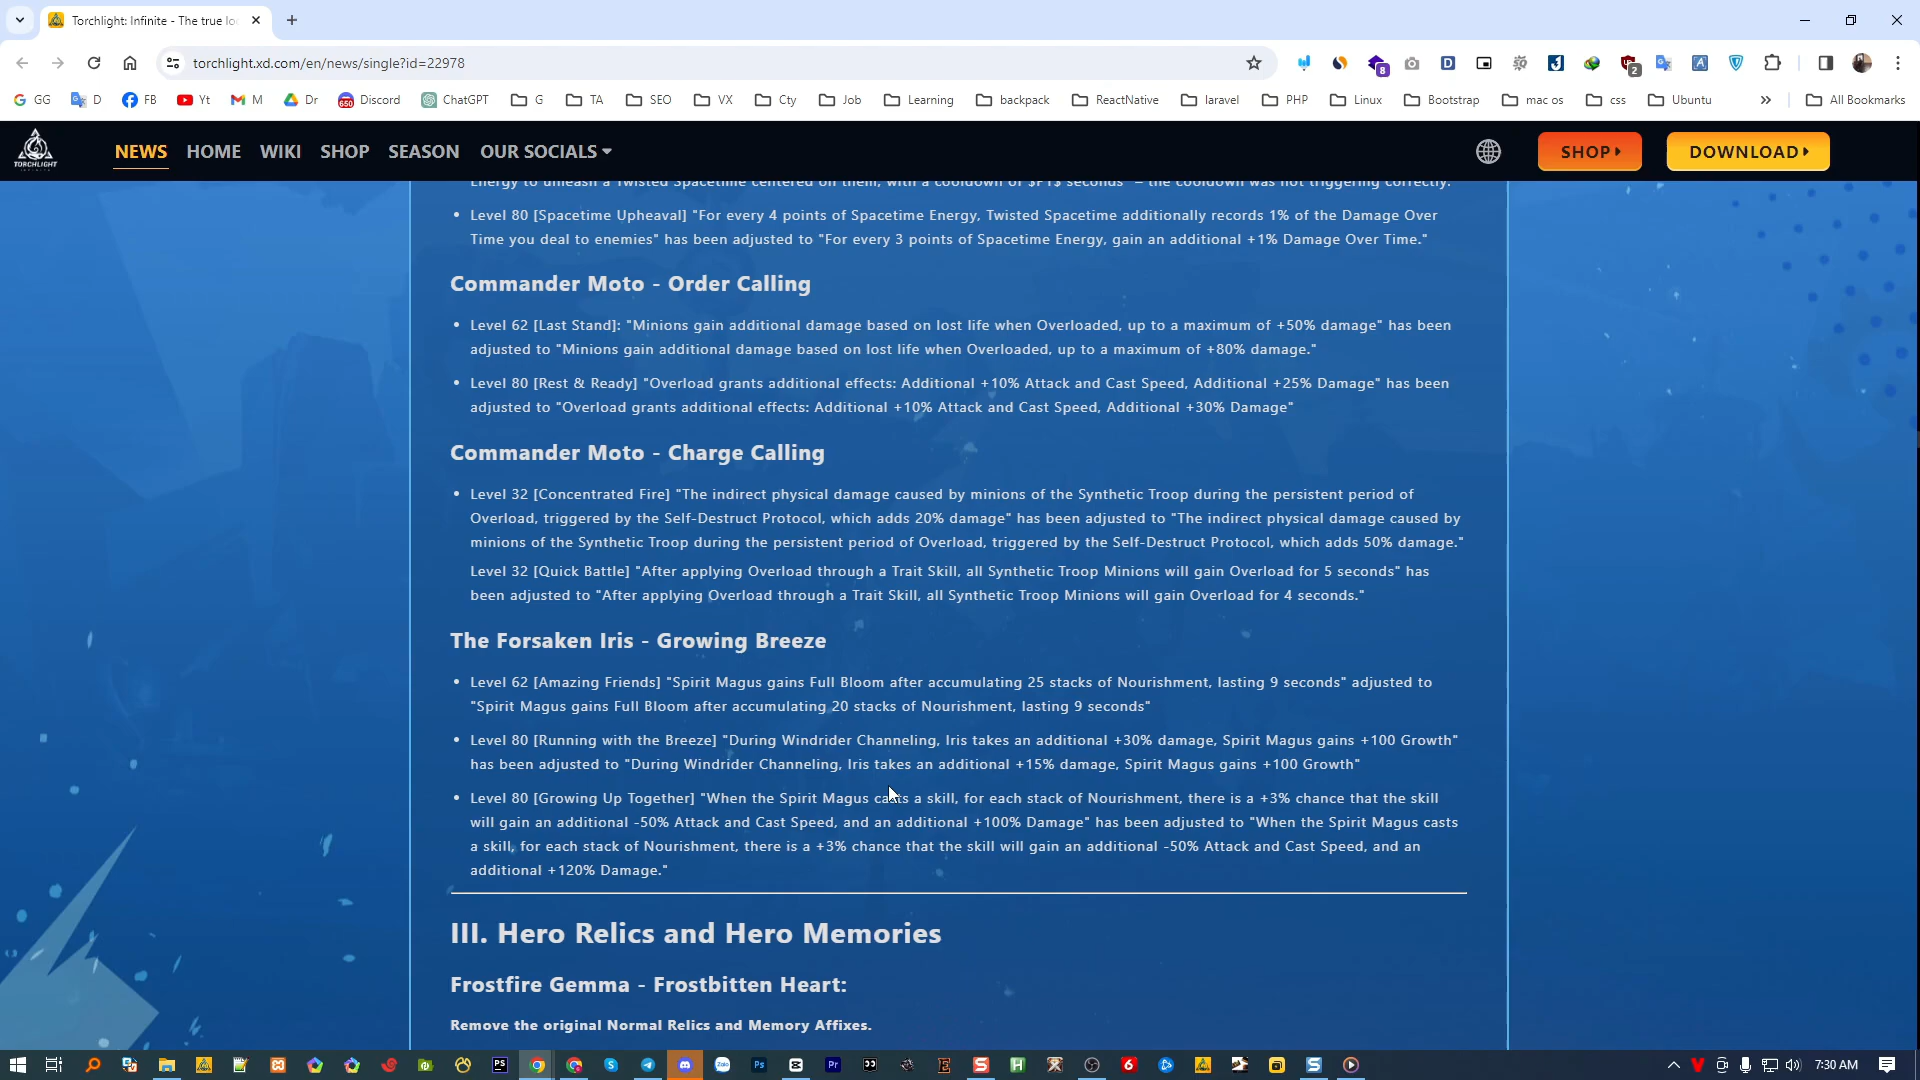 Torchlight: Infinite - The true lo
torchlight.xd.com/en/news/single?id=22978
8
2
GG
D
FB
Yt
M
Dr
650
Discord
ChatGPT
G
TA
SEO
VX
Cty
Job
Learning
backpack
ReactNative
laravel
PHP
Linux
Bootstrap
mac os
css
Ubuntu
All Bookmarks
TORCHLIGHT
NEWS
HOME
WIKI
SHOP
SEASON
OUR SOCIALS
SHOP
DOWNLOAD
Energy to unleash a Twisted Spacetime centered on them, with a cooldown of $P1$ seconds" – the cooldown was not triggering correctly.
• Level 80 [Spacetime Upheaval] "For every 4 points of Spacetime Energy, Twisted Spacetime additionally records 1% of the Damage Over
Time you deal to enemies" has been adjusted to "For every 3 points of Spacetime Energy, gain an additional +1% Damage Over Time."
Commander Moto - Order Calling
• Level 62 [Last Stand]: "Minions gain additional damage based on lost life when Overloaded, up to a maximum of +50% damage" has been
adjusted to "Minions gain additional damage based on lost life when Overloaded, up to a maximum of +80% damage."
• Level 80 [Rest & Ready] "Overload grants additional effects: Additional +10% Attack and Cast Speed, Additional +25% Damage" has been
adjusted to "Overload grants additional effects: Additional +10% Attack and Cast Speed, Additional +30% Damage"
Commander Moto - Charge Calling
• Level 32 [Concentrated Fire] "The indirect physical damage caused by minions of the Synthetic Troop during the persistent period of
Overload, triggered by the Self-Destruct Protocol, which adds 20% damage" has been adjusted to "The indirect physical damage caused by
minions of the Synthetic Troop during the persistent period of Overload, triggered by the Self-Destruct Protocol, which adds 50% damage."
Level 32 [Quick Battle] "After applying Overload through a Trait Skill, all Synthetic Troop Minions will gain Overload for 5 seconds" has
been adjusted to "After applying Overload through a Trait Skill, all Synthetic Troop Minions will gain Overload for 4 seconds."
The Forsaken Iris - Growing Breeze
• Level 62 [Amazing Friends] "Spirit Magus gains Full Bloom after accumulating 25 stacks of Nourishment, lasting 9 seconds" adjusted to
"Spirit Magus gains Full Bloom after accumulating 20 stacks of Nourishment, lasting 9 seconds"
• Level 80 [Running with the Breeze] "During Windrider Channeling, Iris takes an additional +30% damage, Spirit Magus gains +100 Growth"
has been adjusted to "During Windrider Channeling, Iris takes an additional +15% damage, Spirit Magus gains +100 Growth"
• Level 80 [Growing Up Together] "When the Spirit Magus casts a skill, for each stack of Nourishment, there is a +3% chance that the skill
will gain an additional -50% Attack and Cast Speed, and an additional +100% Damage" has been adjusted to "When the Spirit Magus casts
a skill, for each stack of Nourishment, there is a +3% chance that the skill will gain an additional -50% Attack and Cast Speed, and an
additional +120% Damage."
III. Hero Relics and Hero Memories
Frostfire Gemma - Frostbitten Heart:
Remove the original Normal Relics and Memory Affixes.
7:30 AM